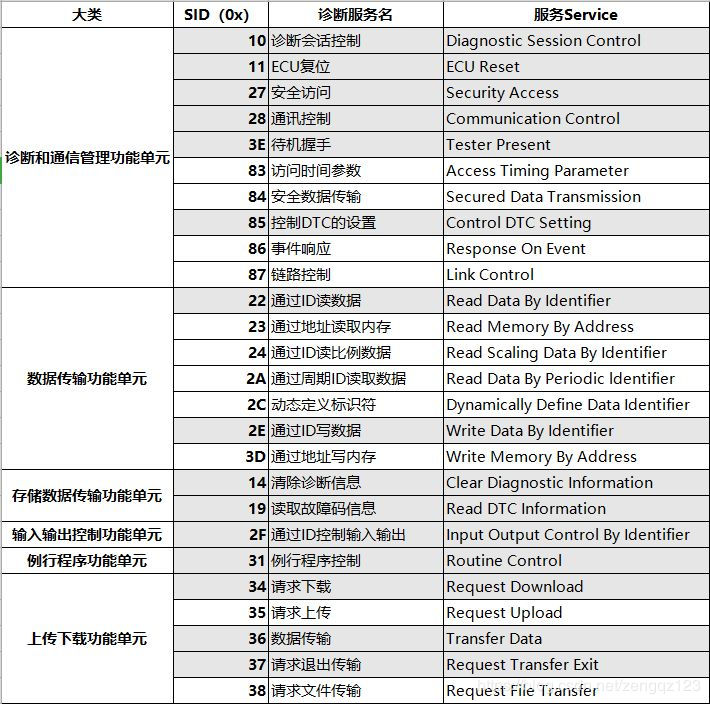 大类 SID（0x） 诊断服务名 服务Service
10 诊断会话控制 Diagnostic Session Control
11 ECU复位 ECU Reset
27 安全访问 Security Access
28 通讯控制 Communication Control
3E 待机握手 Tester Present
诊断和通信管理功能单元 83 访问时间参数 Access Timing Parameter
84 安全数据传输 Secured Data Transmission
85 控制DTC的设置 Control DTC Setting
86 事件响应 Response On Event
87 链路控制 Link Control
22 通过ID读数据 Read Data By Identifier
23 通过地址读取内存 Read Memory By Address
24 通过ID读比例数据 Read Scaling Data By Identifier
数据传输功能单元 2A 通过周期ID读取数据 Read Data By Periodic Identifier
2C 动态定义标识符 Dynamically Define Data Identifier
2E 通过ID写数据 Write Data By Identifier
3D 通过地址写内存 Write Memory By Address
存储数据传输功能单元 14 清除诊断信息 Clear Diagnostic Information
19 读取故障码信息 Read DTC Information
输入输出控制功能单元 2F 通过ID控制输入输出 Input Output Control By Identifier
例行程序功能单元 31 例行程序控制 Routine Control
34 请求下载 Request Download
35 请求上传 Request Upload
上传下载功能单元 36 数据传输 Transfer Data
37 请求退出传输 Request Transfer Exit
38 请求文件传输 Request File Transfer